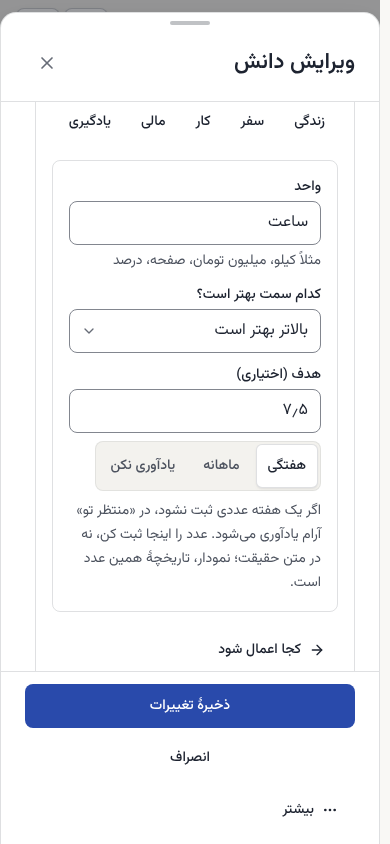 ویرایش دانش
زندگی سفر کار مالی یادگیری
واحد
ساعت
مثلاً کیلو، میلیون تومان، صفحه، درصد
کدام سمت بهتر است؟
بالاتر بهتر است
هدف (اختیاری)
۷٫۵
هفتگی ماهانه یادآوری نکن
اگر یک هفته عددی ثبت نشود، در «منتظر تو»
آرام یادآوری می‌شود. عدد را اینجا ثبت کن، نه
در متن حقیقت؛ نمودار، تاریخچهٔ همین عدد
است.
کجا اعمال شود
ذخیرهٔ تغییرات
انصراف
بیشتر